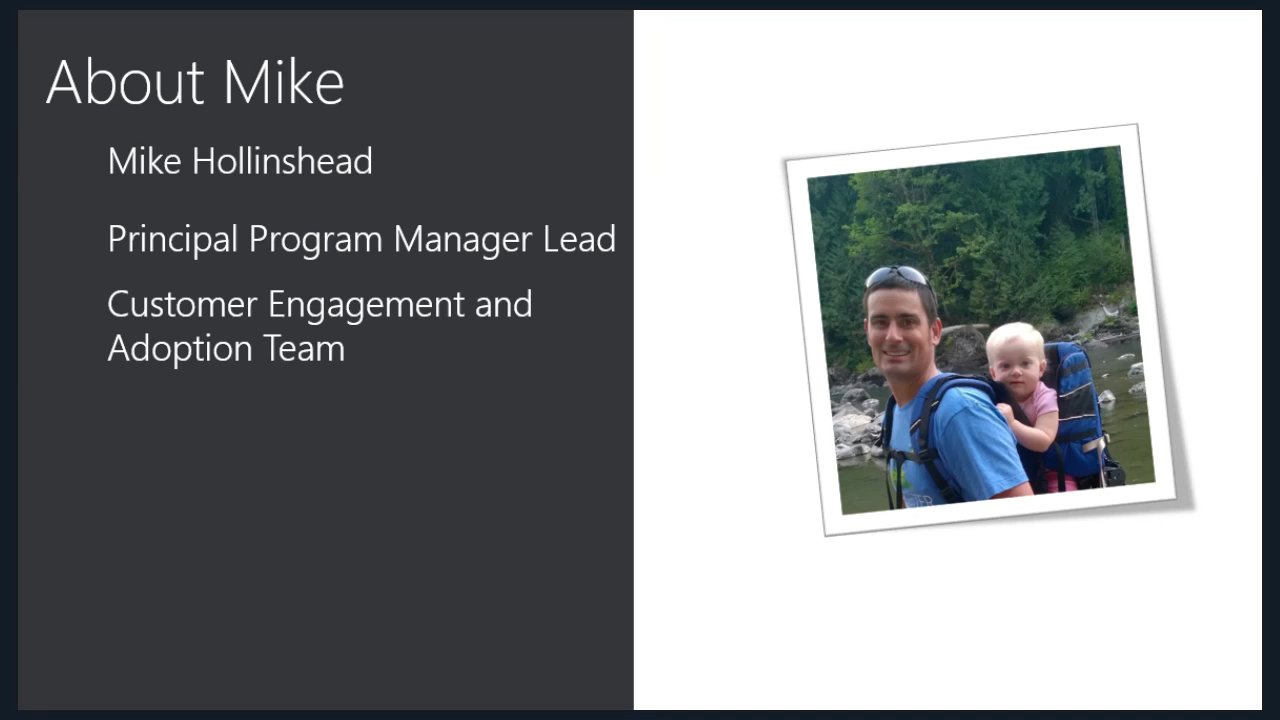 About Mike
Mike Hollinshead
Principal Program Manager Lead
Customer Engagement and
Adoption Team